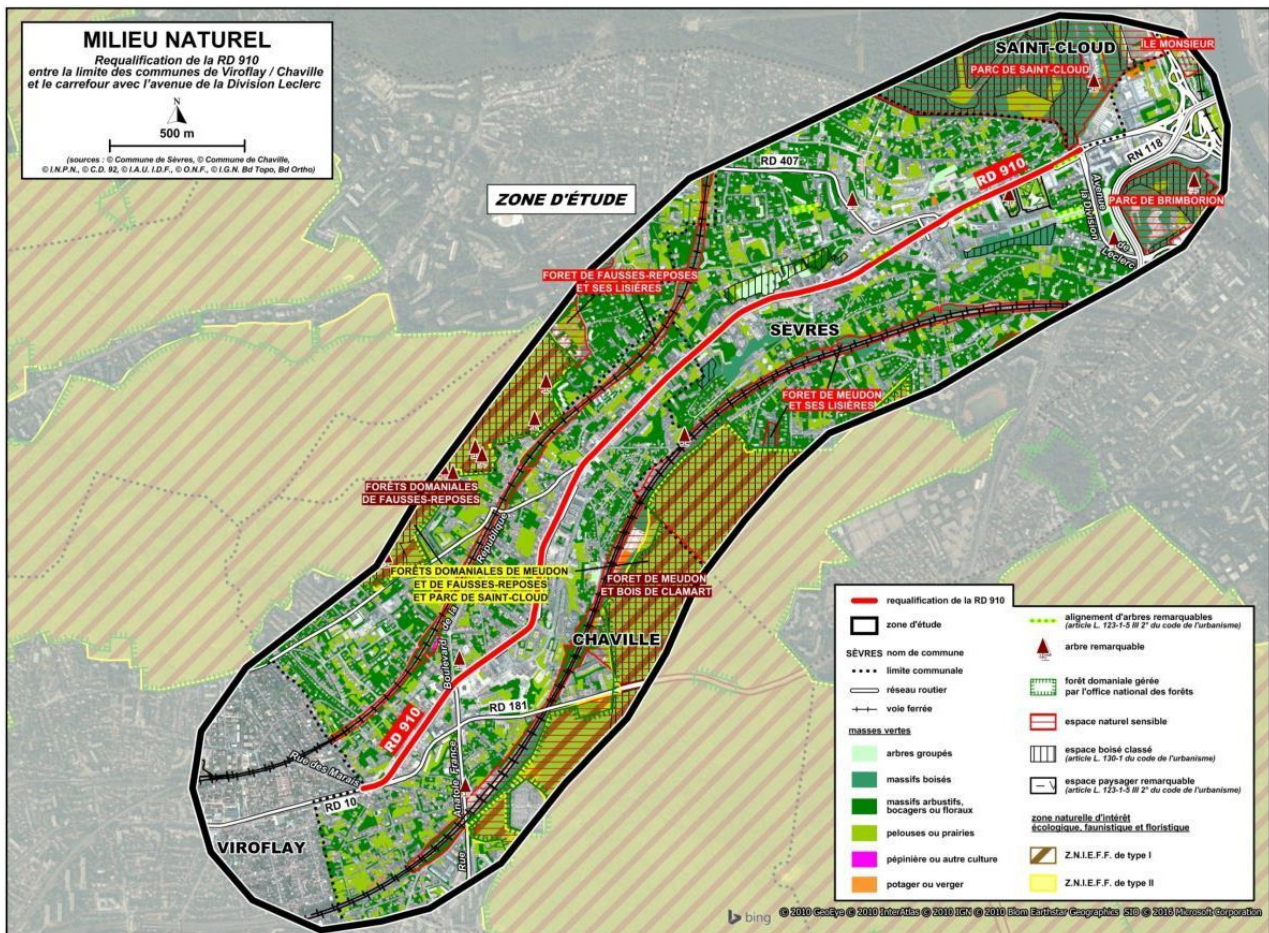 MILIEU NATUREL
Requalification de la RD 910
entre la limite des communes de Viroflay / Chaville
et le carrefour avec l'avenue de la Division Leclerc
N
500 m
(sources : © Commune de Sèvres, © Commune de Chaville,
© I.N.P.N., © C.D. 92, © I.A.U. I.D.F., © O.N.F., © I.G.N. Bd Topo, Bd Ortho)
SAINT-CLOUD
ILE MONSIEUR
PARC DE SAINT-CLOUD
RD 407
RD 910
RN 118
ZONE D'ÉTUDE
Avenue
la Division
de
Leclerc
PARC DE BRIMBORION
FORET DE FAUSSES-REPOSES
ET SES LISIÈRES
SÈVRES
FORET DE MEUDON
ET SES LISIÈRES
FORÊTS DOMANIALES
DE FAUSSES-REPOSES
Boulevard de la République
FORÊTS DOMANIALES DE MEUDON
ET DE FAUSSES-REPOSES
ET PARC DE SAINT-CLOUD
FORET DE MEUDON
ET BOIS DE CLAMART
CHAVILLE
RD 910
RD 181
Rue des Marais
RD 10
Rue Anatole France
VIROFLAY
requalification de la RD 910
zone d'étude
SÈVRES nom de commune
limite communale
réseau routier
voie ferrée
masses vertes
arbres groupés
massifs boisés
massifs arbustifs,
bocagers ou floraux
pelouses ou prairies
pépinière ou autre culture
potager ou verger
alignement d'arbres remarquables
(article L. 123-1-5 III 2° du code de l'urbanisme)
arbre remarquable
forêt domaniale gérée
par l'office national des forêts
espace naturel sensible
espace boisé classé
(article L. 130-1 du code de l'urbanisme)
espace paysager remarquable
(article L. 123-1-5 III 2° du code de l'urbanisme)
zone naturelle d'intérêt
écologique, faunistique et floristique
Z.N.I.E.F.F. de type I
Z.N.I.E.F.F. de type II
bing © 2010 GeoEye © 2010 InterAtlas © 2010 IGN © 2010 Blom Earthstar Geographics SIO © 2016 Microsoft Corporation